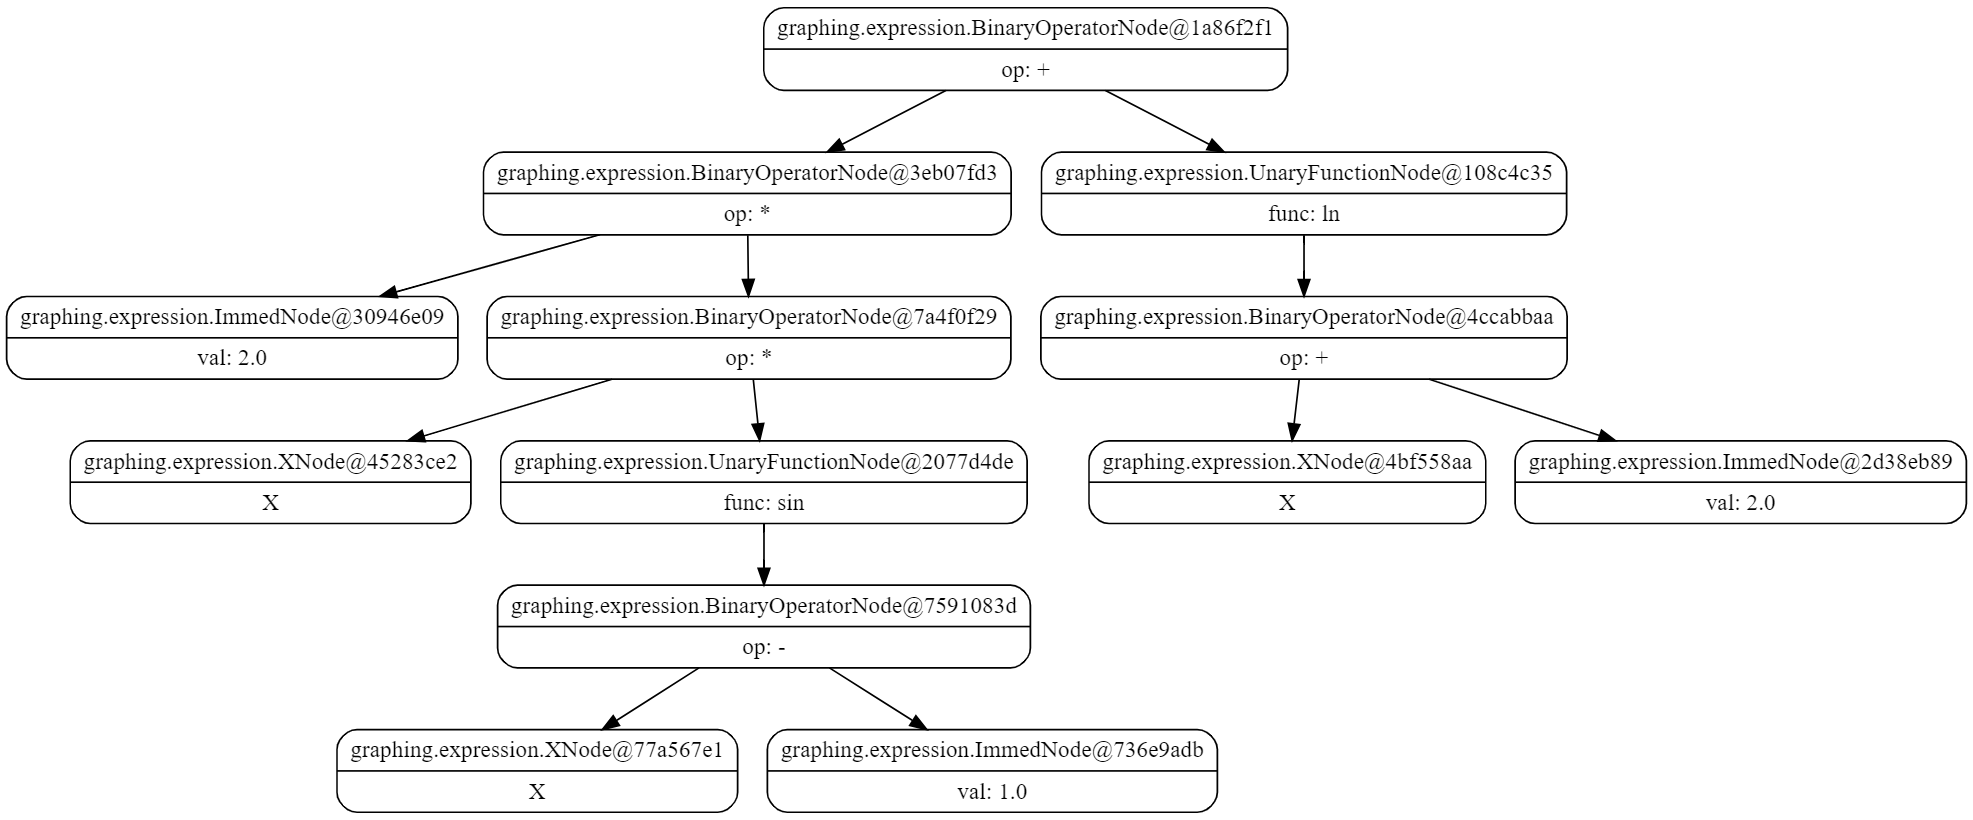 graphing.expression.BinaryOperatorNode@1a86f2f1
op: +
graphing.expression.BinaryOperatorNode@3eb07fd3
op: *
graphing.expression.UnaryFunctionNode@108c4c35
func: ln
graphing.expression.ImmedNode@30946e09
val: 2.0
graphing.expression.BinaryOperatorNode@7a4f0f29
op: *
graphing.expression.BinaryOperatorNode@4ccabbaa
op: +
graphing.expression.XNode@45283ce2
X
graphing.expression.UnaryFunctionNode@2077d4de
func: sin
graphing.expression.XNode@4bf558aa
X
graphing.expression.ImmedNode@2d38eb89
val: 2.0
graphing.expression.BinaryOperatorNode@7591083d
op: -
graphing.expression.XNode@77a567e1
X
graphing.expression.ImmedNode@736e9adb
val: 1.0